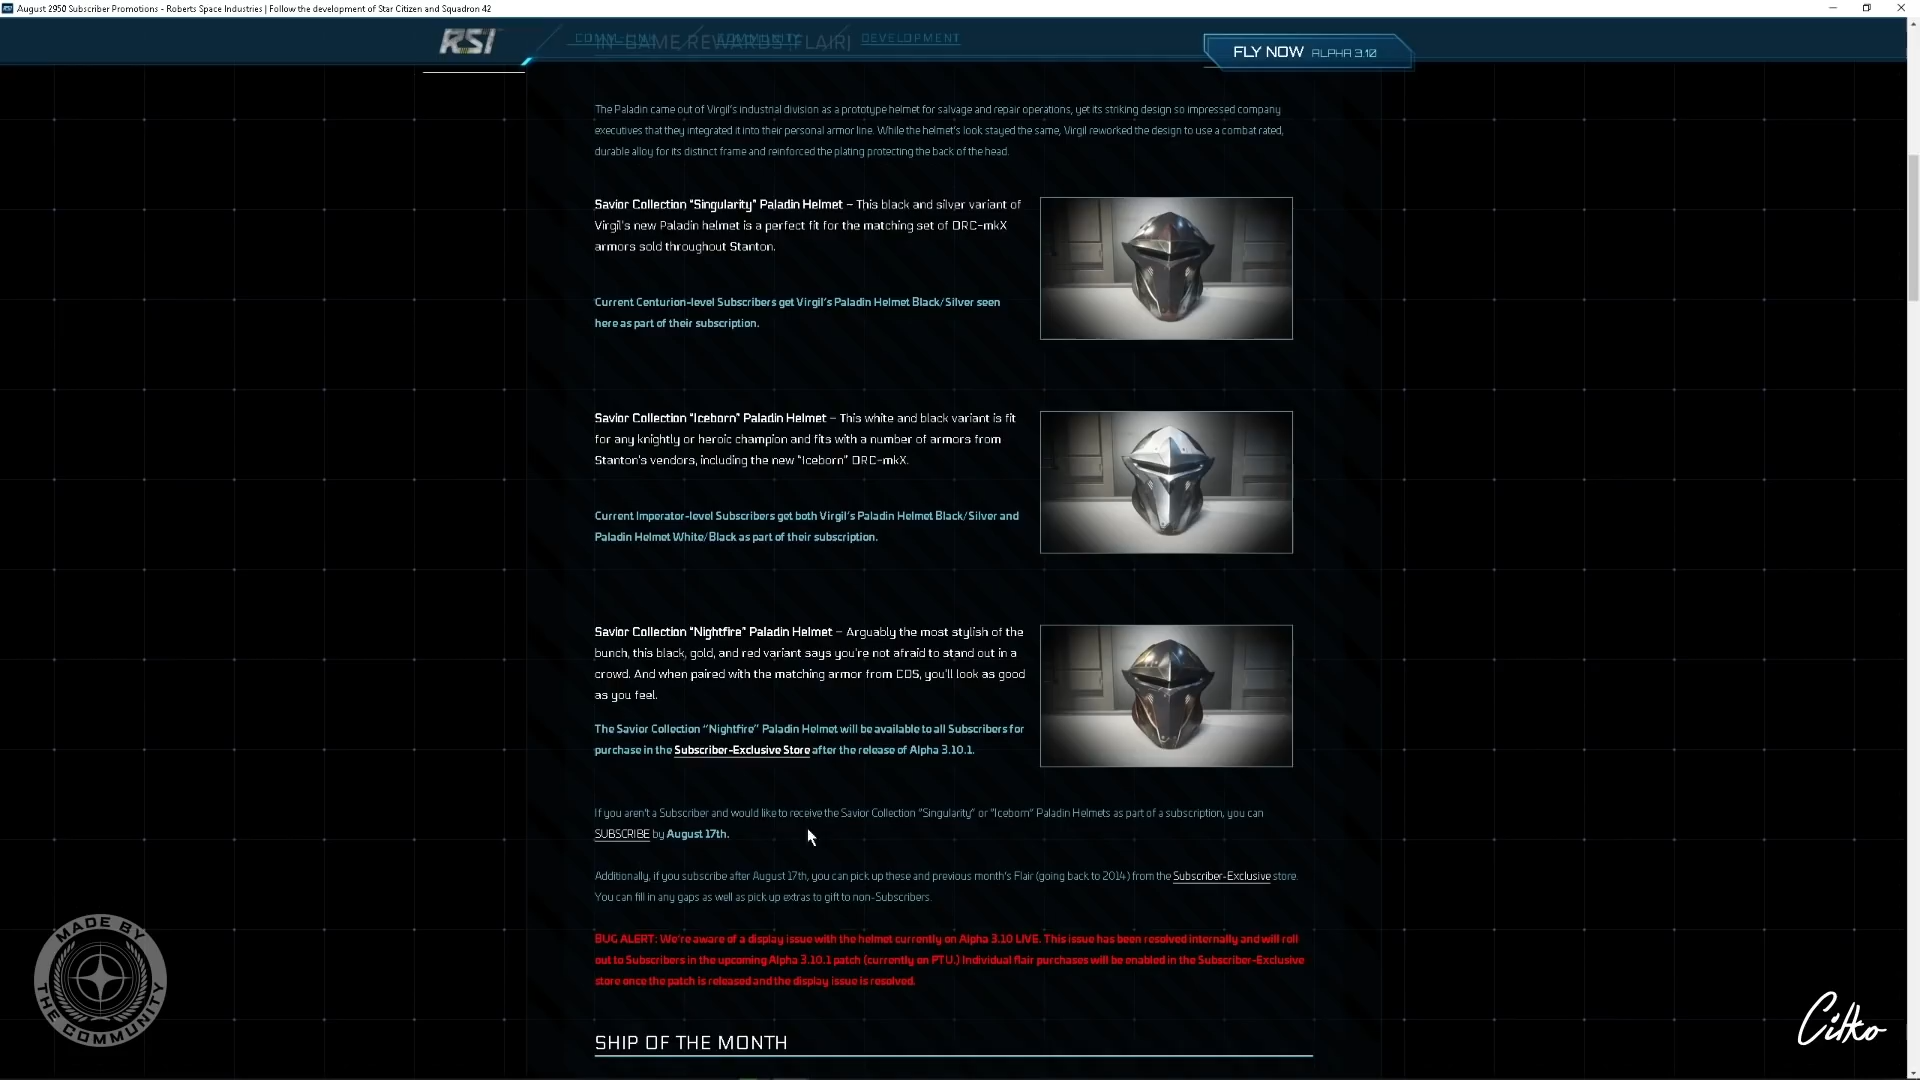 August 2950 Subscriber Promotions - Roberts Space Industries | Follow the development of Star Citizen and Squadron 42
RSI
COMM-LINK COMMUNITY DEVELOPMENT
IN-GAME REWARDS (FLAIR)
FLY NOW ALPHA 3.10
The Paladin came out of Virgil's industrial division as a prototype helmet for salvage and repair operations, yet its striking design so impressed company
executives that they integrated it into their personal armor line. While the helmet's look stayed the same, Virgil reworked the design to use a combat rated,
durable alloy for its distinct frame and reinforced the plating protecting the back of the head.
Savior Collection "Singularity" Paladin Helmet – This black and silver variant of
Virgil's new Paladin helmet is a perfect fit for the matching set of ORC-mkX
armors sold throughout Stanton.
Current Centurion-level Subscribers get Virgil's Paladin Helmet Black/Silver seen
here as part of their subscription.
Savior Collection "Iceborn" Paladin Helmet – This white and black variant is fit
for any knightly or heroic champion and fits with a number of armors from
Stanton's vendors, including the new "Iceborn" ORC-mkX.
Current Imperator-level Subscribers get both Virgil's Paladin Helmet Black/Silver and
Paladin Helmet White/Black as part of their subscription.
Savior Collection "Nightfire" Paladin Helmet – Arguably the most stylish of the
bunch, this black, gold, and red variant says you're not afraid to stand out in a
crowd. And when paired with the matching armor from CDS, you'll look as good
as you feel.
The Savior Collection "Nightfire" Paladin Helmet will be available to all Subscribers for
purchase in the Subscriber-Exclusive Store after the release of Alpha 3.10.1.
If you aren't a Subscriber and would like to receive the Savior Collection "Singularity" or "Iceborn" Paladin Helmets as part of a subscription, you can
SUBSCRIBE by August 17th.
Additionally, if you subscribe after August 17th, you can pick up these and previous month's Flair (going back to 2014) from the Subscriber-Exclusive store.
You can fill in any gaps as well as pick up extras to gift to non-Subscribers.
BUG ALERT: We're aware of a display issue with the helmet currently on Alpha 3.10 LIVE. This issue has been resolved internally and will roll
out to Subscribers in the upcoming Alpha 3.10.1 patch (currently on PTU.) Individual flair purchases will be enabled in the Subscriber-Exclusive
store once the patch is released and the display issue is resolved.
SHIP OF THE MONTH
MADE BY
THE COMMUNITY
Citko